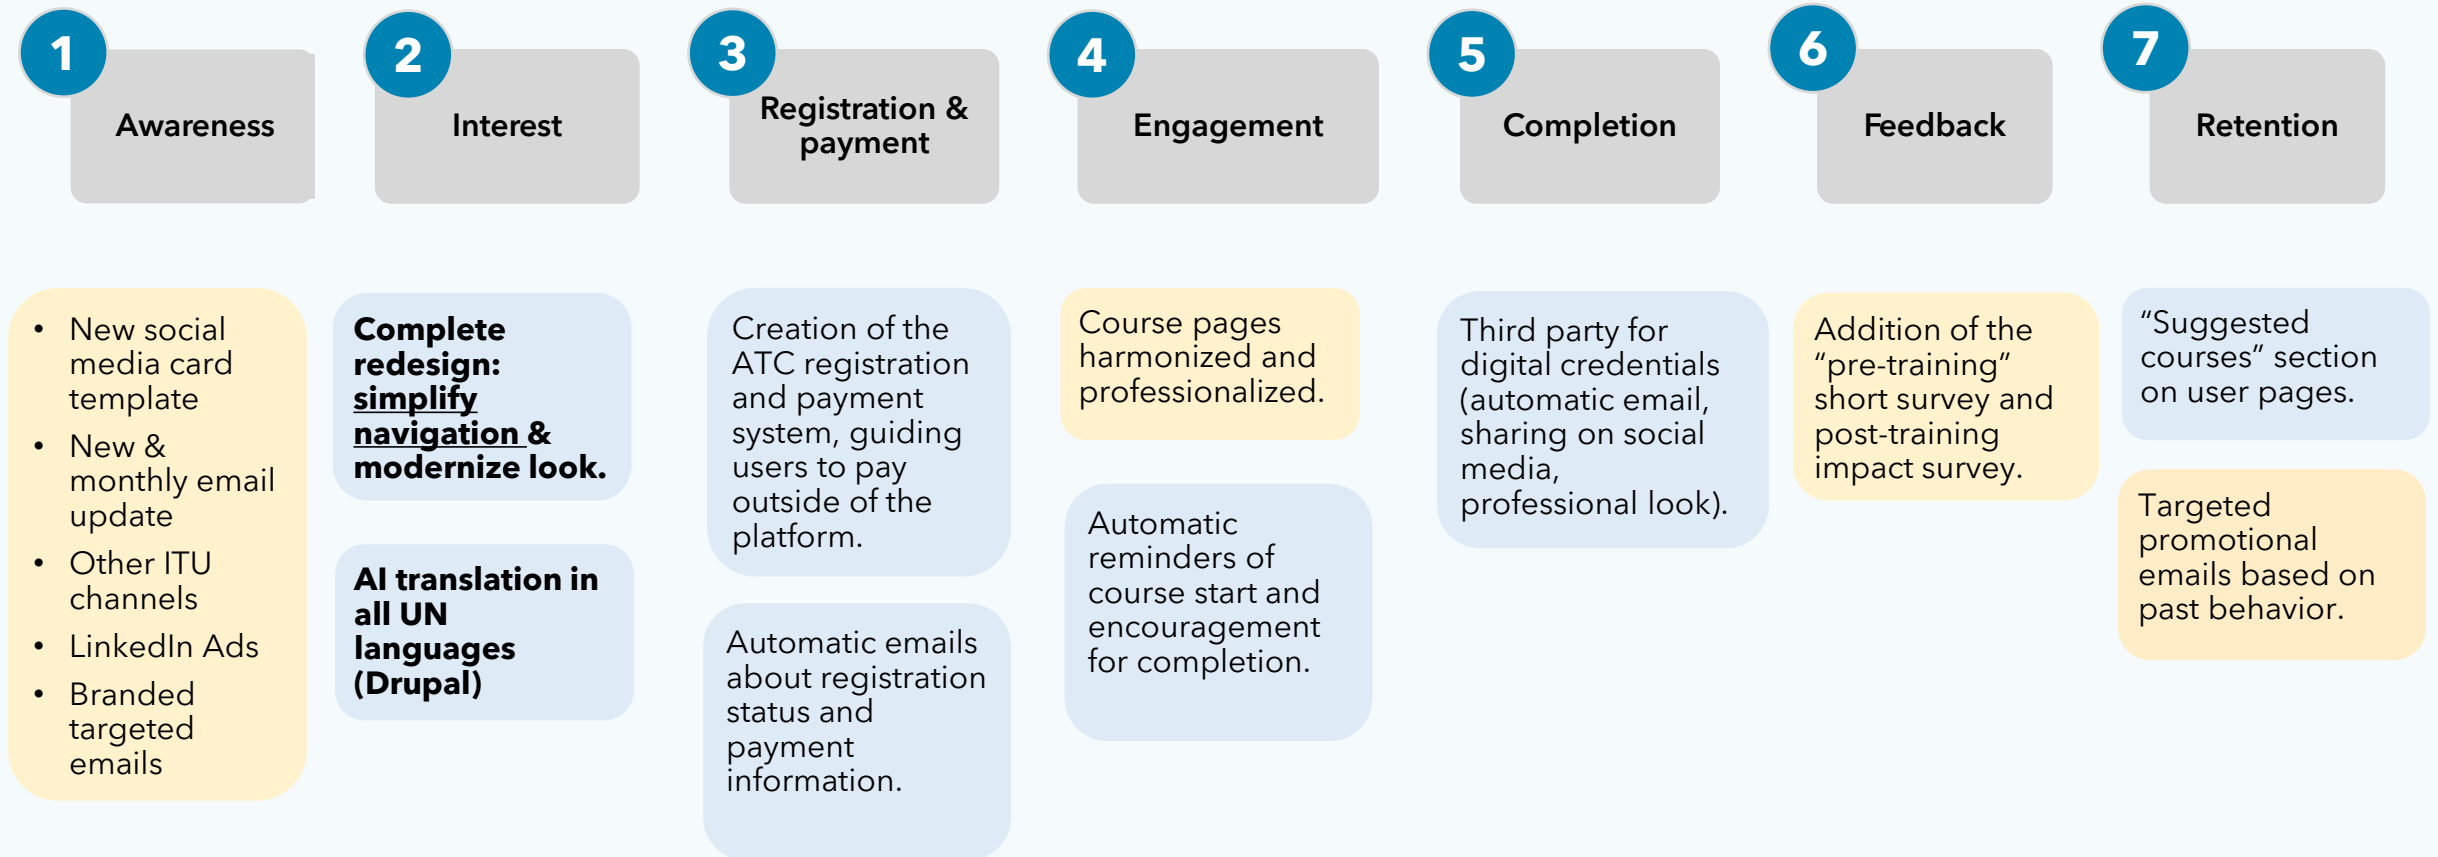 1
Awareness
2
Interest
3
Registration &
payment
4
Engagement
5
Completion
6
Feedback
7
Retention
• New social
media card
template
• New &
monthly email
update
• Other ITU
channels
• LinkedIn Ads
• Branded
targeted
emails
Complete
redesign:
simplify
navigation &
modernize look.
AI translation in
all UN
languages
(Drupal)
Creation of the
ATC registration
and payment
system, guiding
users to pay
outside of the
platform.
Automatic emails
about registration
status and
payment
information.
Course pages
harmonized and
professionalized.
Automatic
reminders of
course start and
encouragement
for completion.
Third party for
digital credentials
(automatic email,
sharing on social
media,
professional look).
Addition of the
“pre-training”
short survey and
post-training
impact survey.
“Suggested
courses” section
on user pages.
Targeted
promotional
emails based on
past behavior.